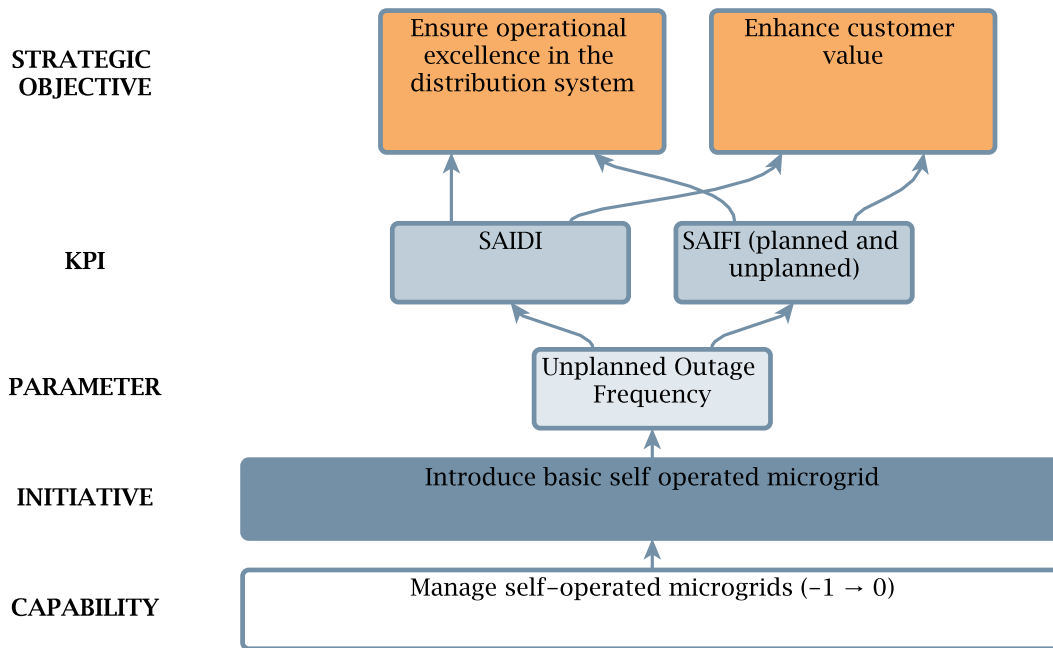 STRATEGIC
OBJECTIVE
Ensure operational
excellence in the
distribution system
Enhance customer
value
KPI
SAIDI
SAIFI (planned and
unplanned)
PARAMETER
Unplanned Outage
Frequency
INITIATIVE
Introduce basic self operated microgrid
CAPABILITY
Manage self-operated microgrids (–1 → 0)